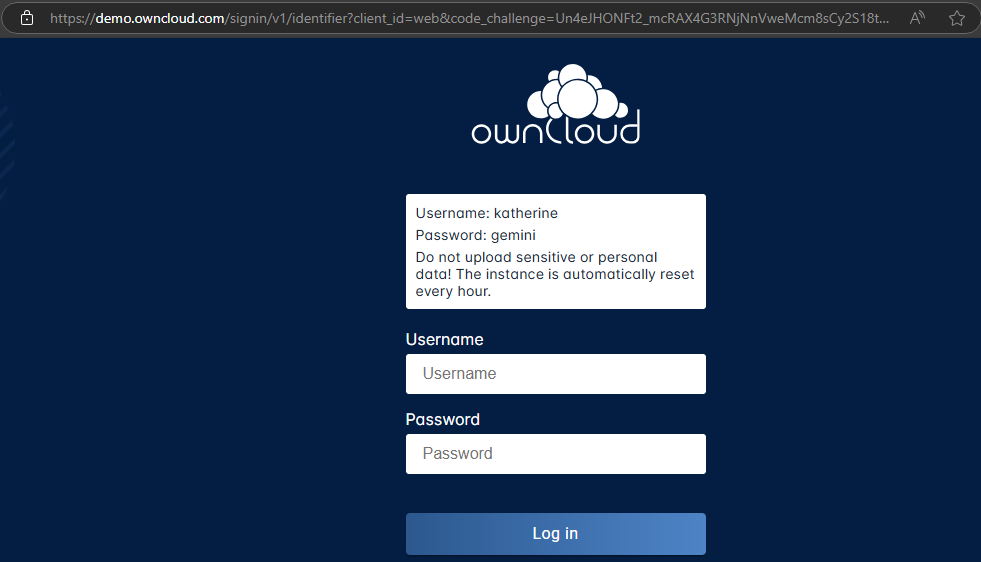 https://demo.owncloud.com/signin/v1/identifier?client_id=web&code_challenge=Un4eJHONFt2_mcRAX4G3RNjNnVweMcm8sCy2S18t...
ownCloud
Username: katherine
Password: gemini
Do not upload sensitive or personal
data! The instance is automatically reset
every hour.
Username
Username
Password
Password
Log in